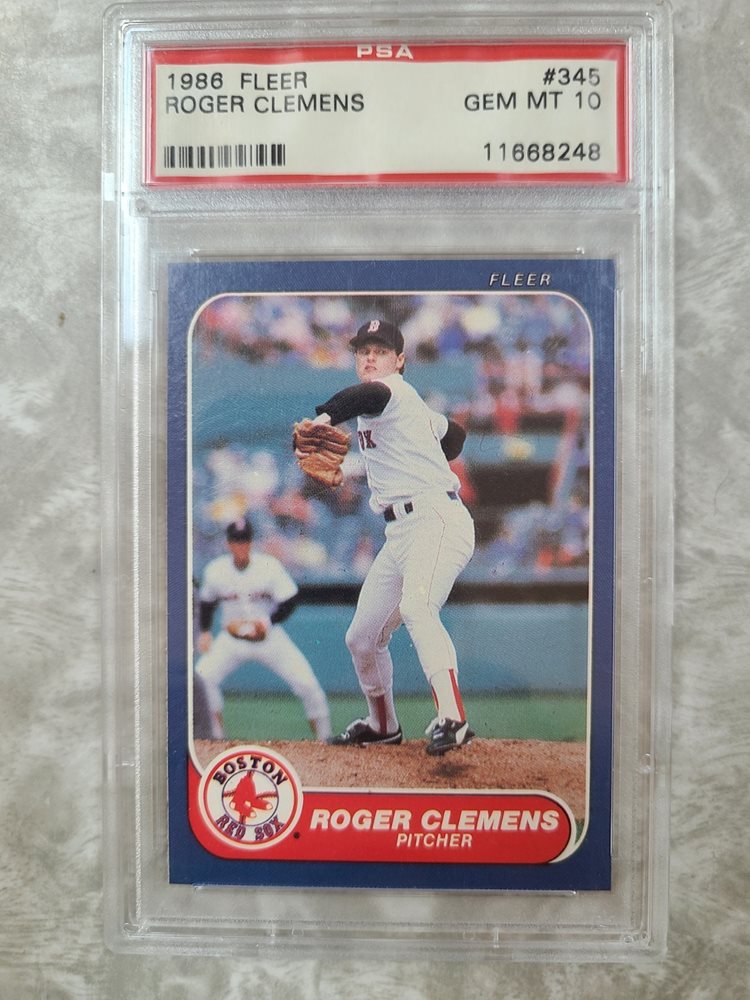 PSA
1986 FLEER #345
ROGER CLEMENS GEM MT 10
11668248
FLEER
B
BOSTON
RED SOX
ROGER CLEMENS
PITCHER